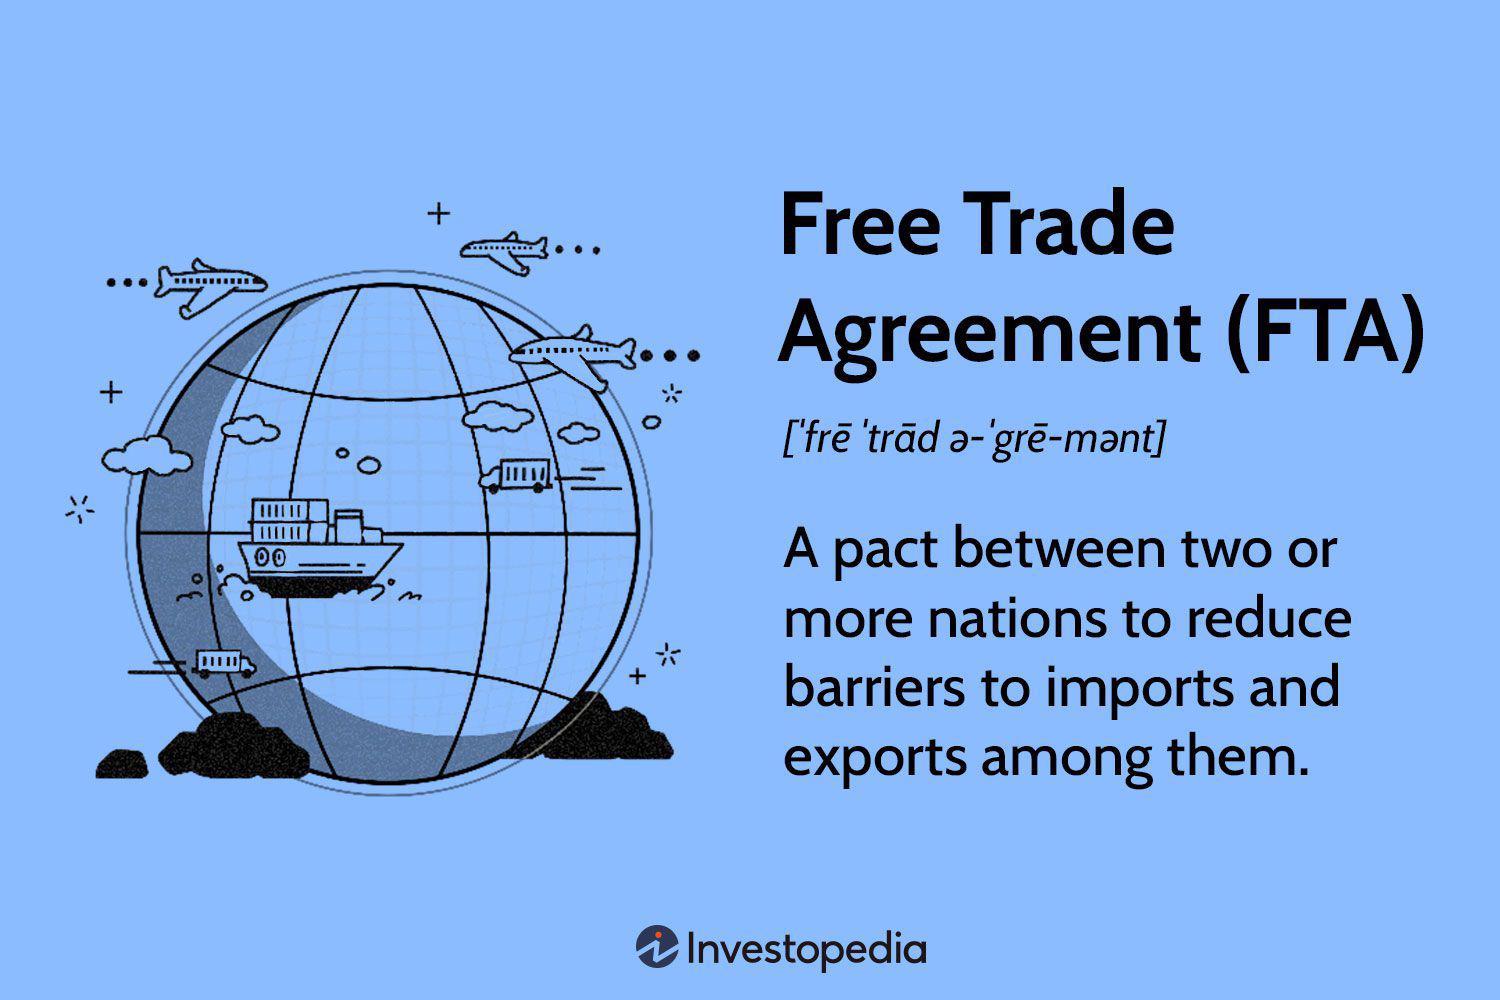 Free Trade
Agreement (FTA)
[ˈfrē ˈtrād ə-ˈgrē-mənt]
A pact between two or
more nations to reduce
barriers to imports and
exports among them.
Investopedia